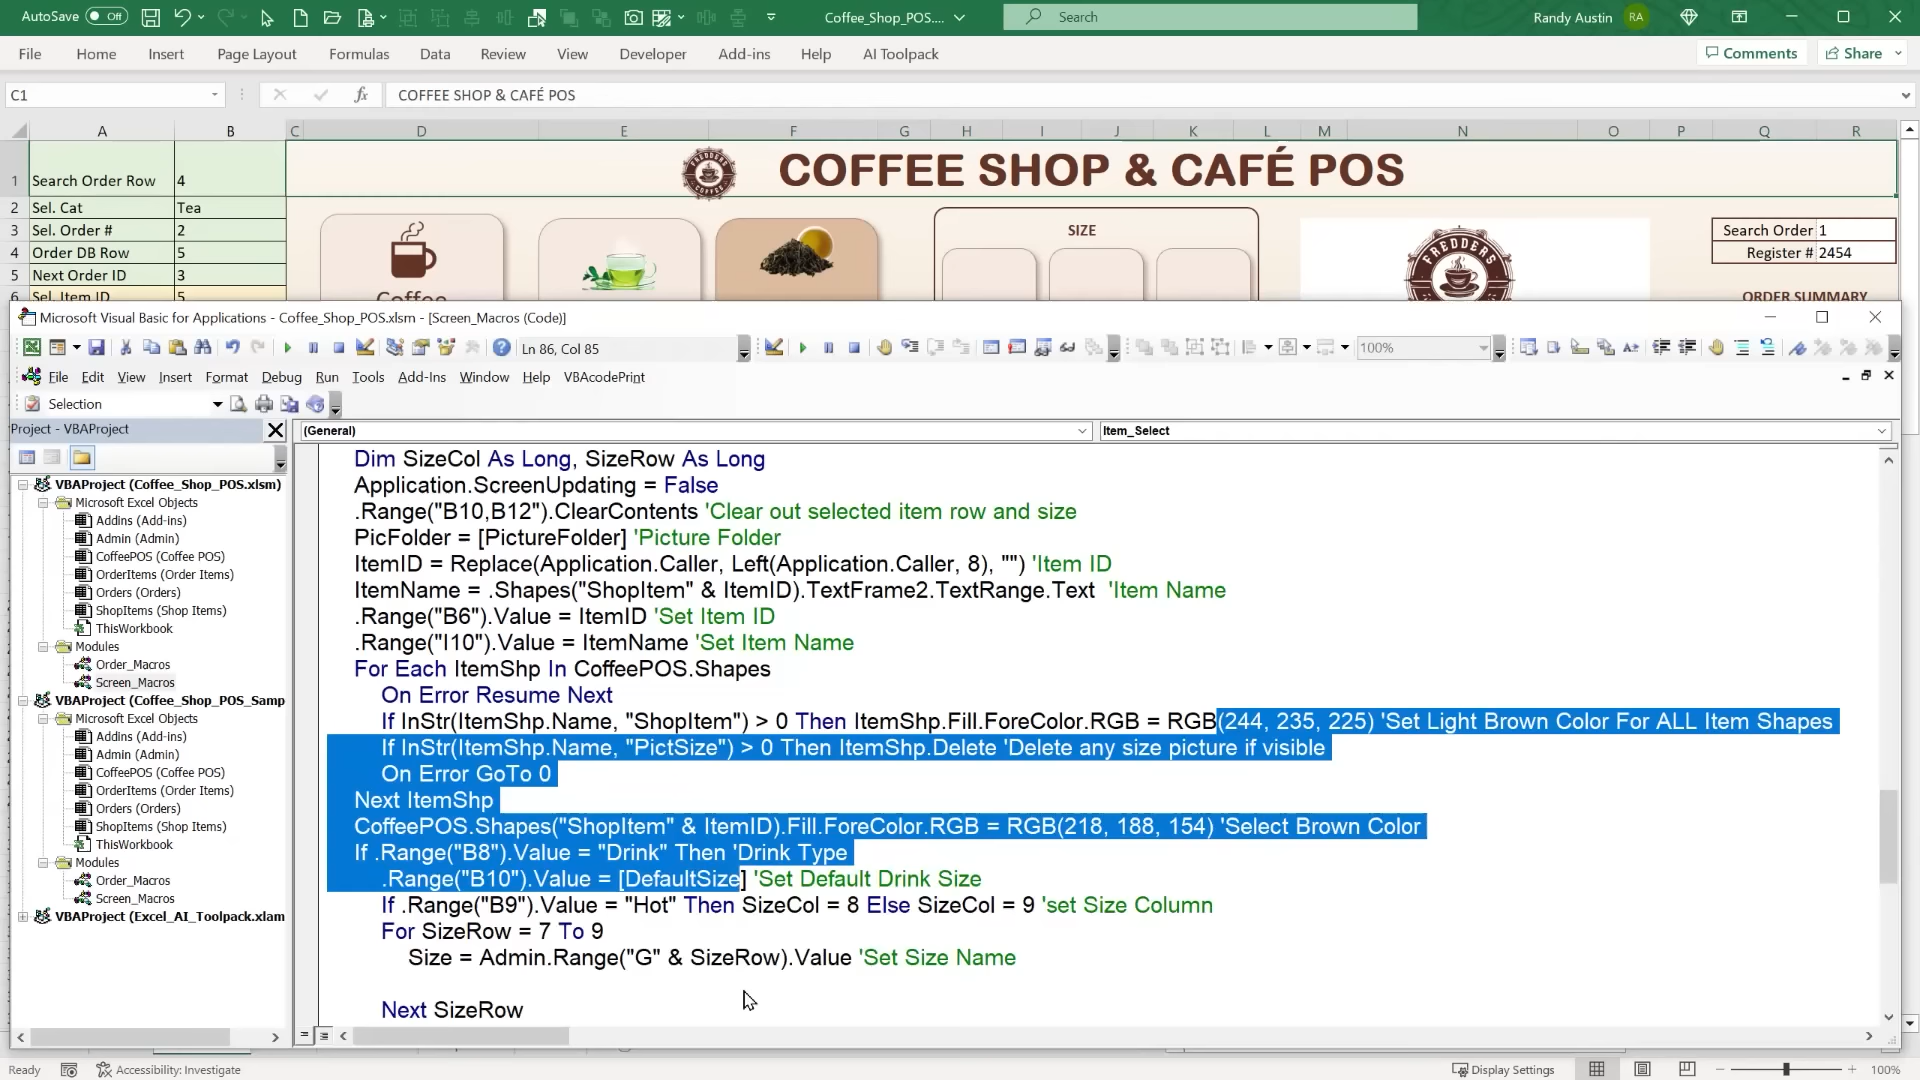 AutoSave Off Coffee_Shop_POS.... Search Randy Austin RA
File Home Insert Page Layout Formulas Data Review View Developer Add-ins Help AI Toolpack Comments Share
C1 fx COFFEE SHOP & CAFÉ POS
A B C D E F G H I J K L M N O P Q R
1 Search Order Row 4 COFFEE SHOP & CAFÉ POS
2 Sel. Cat Tea
3 Sel. Order # 2 SIZE Search Order 1
4 Order DB Row 5 FREDDERS Register # 2454
5 Next Order ID 3
6 Sel. Item ID 5 Coffee ORDER SUMMARY
Microsoft Visual Basic for Applications - Coffee_Shop_POS.xlsm - [Screen_Macros (Code)]
Ln 86, Col 85 100%
File Edit View Insert Format Debug Run Tools Add-Ins Window Help VBAcodePrint
Selection
Project - VBAProject
(General) Item_Select
VBAProject (Coffee_Shop_POS.xlsm)
Microsoft Excel Objects
Addins (Add-ins)
Admin (Admin)
CoffeePOS (Coffee POS)
OrderItems (Order Items)
Orders (Orders)
ShopItems (Shop Items)
ThisWorkbook
Modules
Order_Macros
Screen_Macros
VBAProject (Coffee_Shop_POS_Samp
Microsoft Excel Objects
Addins (Add-ins)
Admin (Admin)
CoffeePOS (Coffee POS)
OrderItems (Order Items)
Orders (Orders)
ShopItems (Shop Items)
ThisWorkbook
Modules
Order_Macros
Screen_Macros
VBAProject (Excel_AI_Toolpack.xlam
Dim SizeCol As Long, SizeRow As Long
Application.ScreenUpdating = False
.Range("B10,B12").ClearContents 'Clear out selected item row and size
PicFolder = [PictureFolder] 'Picture Folder
ItemID = Replace(Application.Caller, Left(Application.Caller, 8), "") 'Item ID
ItemName = .Shapes("ShopItem" & ItemID).TextFrame2.TextRange.Text 'Item Name
.Range("B6").Value = ItemID 'Set Item ID
.Range("I10").Value = ItemName 'Set Item Name
For Each ItemShp In CoffeePOS.Shapes
On Error Resume Next
If InStr(ItemShp.Name, "ShopItem") > 0 Then ItemShp.Fill.ForeColor.RGB = RGB(244, 235, 225) 'Set Light Brown Color For ALL Item Shapes
If InStr(ItemShp.Name, "PictSize") > 0 Then ItemShp.Delete 'Delete any size picture if visible
On Error GoTo 0
Next ItemShp
CoffeePOS.Shapes("ShopItem" & ItemID).Fill.ForeColor.RGB = RGB(218, 188, 154) 'Select Brown Color
If .Range("B8").Value = "Drink" Then 'Drink Type
.Range("B10").Value = [DefaultSize] 'Set Default Drink Size
If .Range("B9").Value = "Hot" Then SizeCol = 8 Else SizeCol = 9 'set Size Column
For SizeRow = 7 To 9
Size = Admin.Range("G" & SizeRow).Value 'Set Size Name
Next SizeRow
Ready Accessibility: Investigate Display Settings 100%